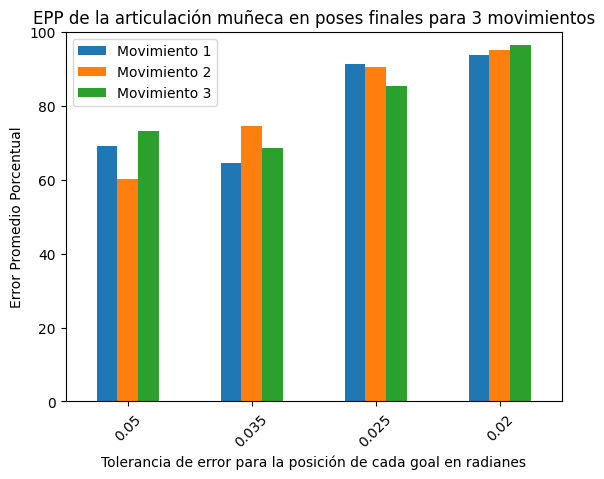 EPP de la articulación muñeca en poses finales para 3 movimientos
Movimiento 1
Movimiento 2
Movimiento 3
Error Promedio Porcentual
100
80
60
40
20
0
0.05
0.035
0.025
0.02
Tolerancia de error para la posición de cada goal en radianes